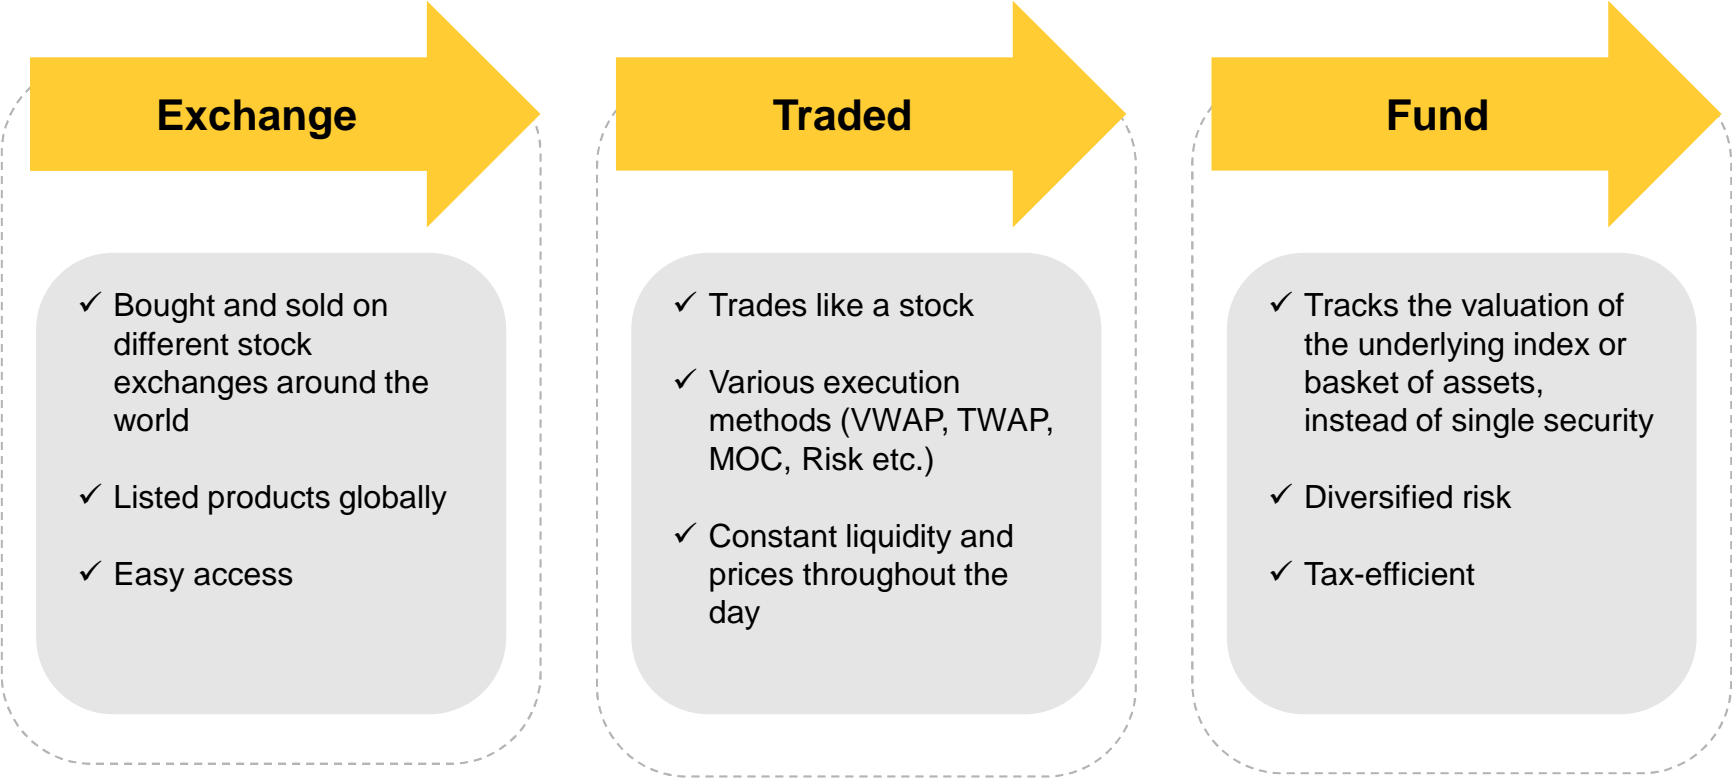 Exchange
Bought and sold on
different stock
exchanges around the
world
Listed products globally
Easy access
Traded
Trades like a stock
Various execution
methods (VWAP, TWAP,
MOC, Risk etc.)
Constant liquidity and
prices throughout the
day
Fund
Tracks the valuation of
the underlying index or
basket of assets,
instead of single security
Diversified risk
Tax-efficient